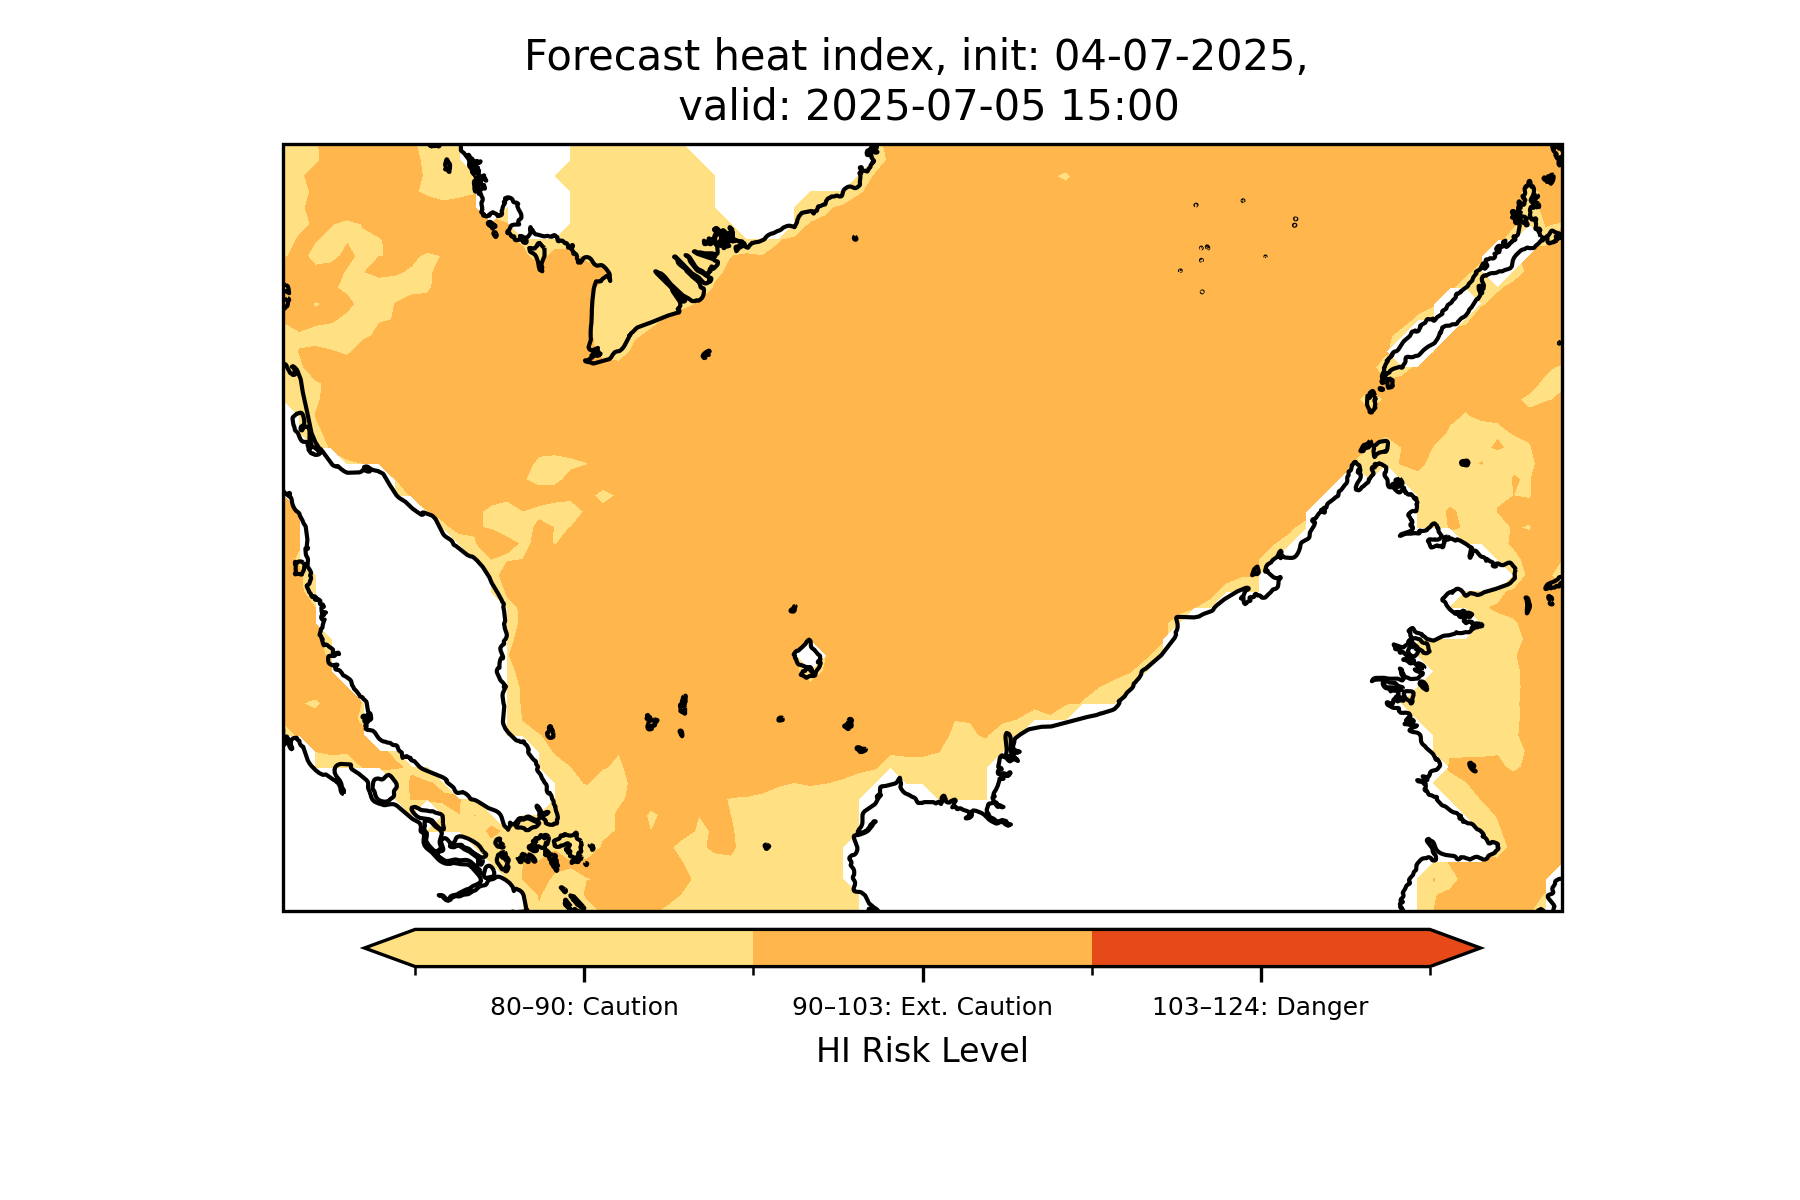 Forecast heat index, init: 04-07-2025,
valid: 2025-07-05 15:00
80–90: Caution
90–103: Ext. Caution
103–124: Danger
HI Risk Level